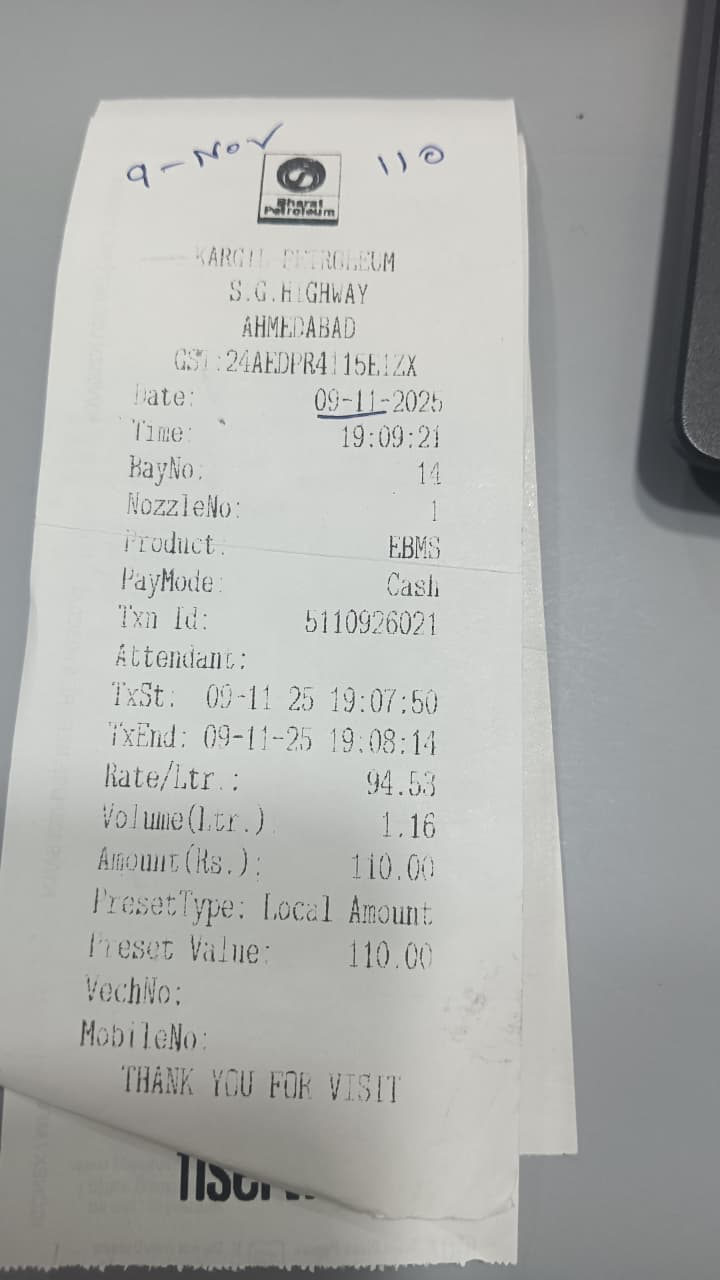 9-Nov 110
Bharat
Petroleum
KARGIL PETROLEUM
S.G.HIGHWAY
AHMEDABAD
GST:24AEDPR4115E1ZX
Date: 09-11-2025
Time: 19:09:21
BayNo: 14
NozzleNo: 1
Product: EBMS
PayMode: Cash
Txn Id: 5110926021
Attendant:
TxSt: 09-11 25 19:07:50
TxEnd: 09-11-25 19:08:14
Rate/Ltr.: 94.53
Volume(Ltr.) 1.16
Amount(Rs.): 110.00
PresetType: Local Amount
Preset Value: 110.00
VechNo:
MobileNo:
THANK YOU FOR VISIT